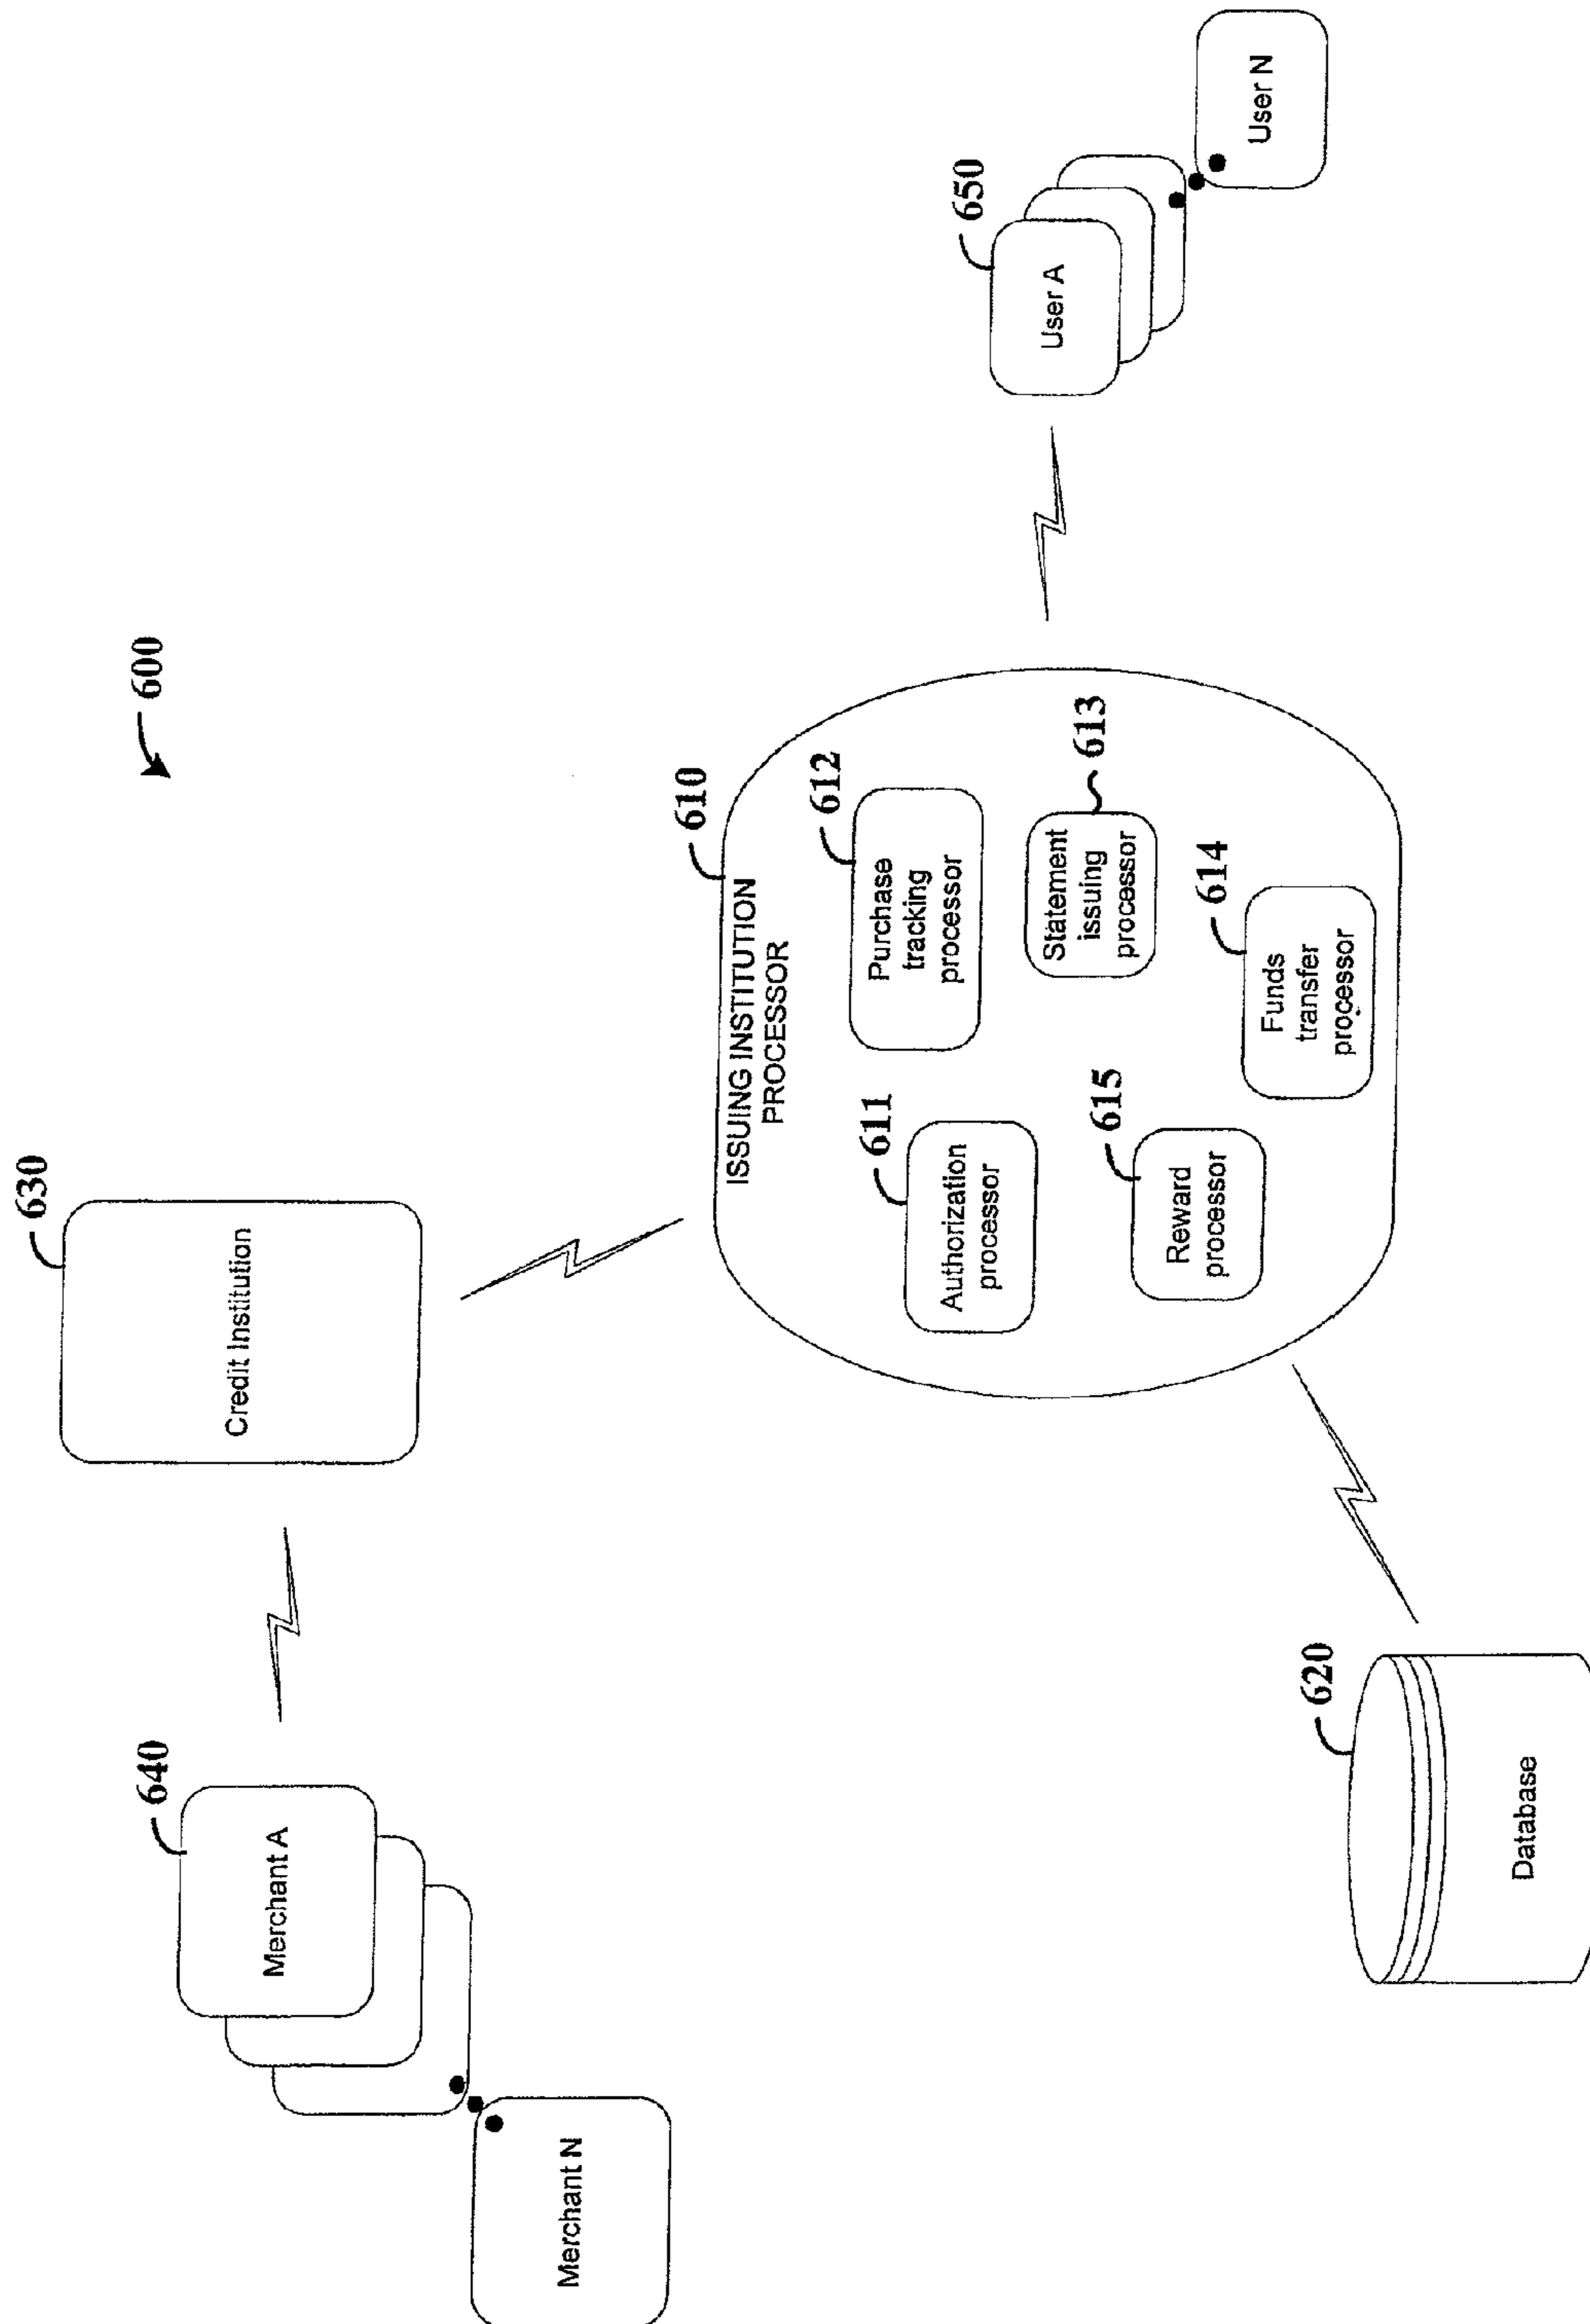 600
640
Merchant A
Merchant N
630
Credit Institution
610
ISSUING INSTITUTION
PROCESSOR
611
Authorization
processor
612
Purchase
tracking
processor
613
Statement
issuing
processor
614
Funds
transfer
processor
615
Reward
processor
620
Database
650
User A
User N